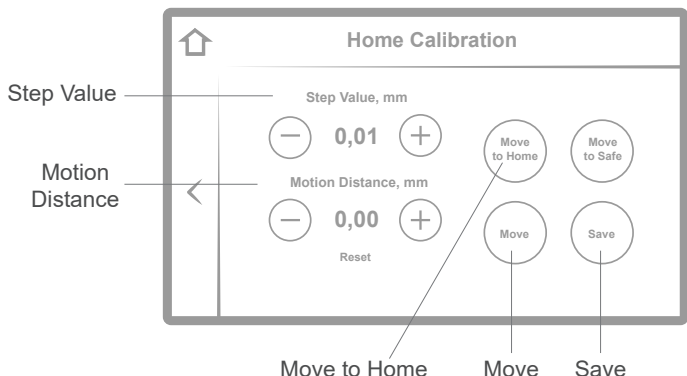 Home Calibration
Step Value
Step Value, mm
0,01
Motion
Distance
Motion Distance, mm
0,00
Reset
Move
to Home
Move
to Safe
Move
Save
Move to Home
Move
Save